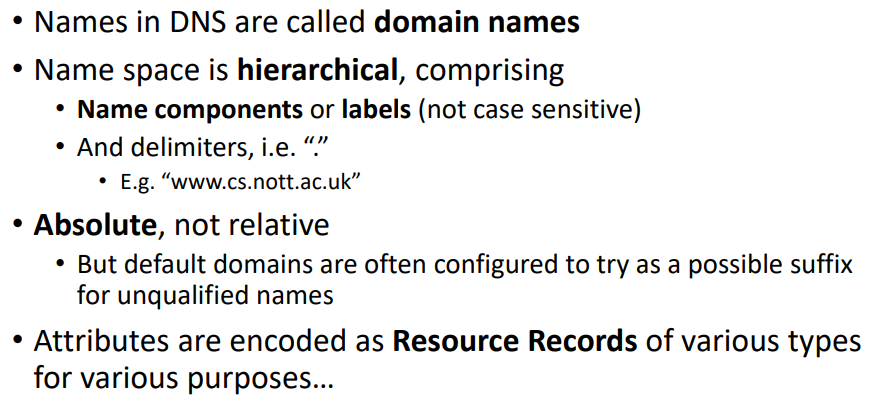 • Names in DNS are called domain names
• Name space is hierarchical, comprising
• Name components or labels (not case sensitive)
• And delimiters, i.e. “.”
• E.g. “www.cs.nott.ac.uk”
• Absolute, not relative
• But default domains are often configured to try as a possible suffix
for unqualified names
• Attributes are encoded as Resource Records of various types
for various purposes…